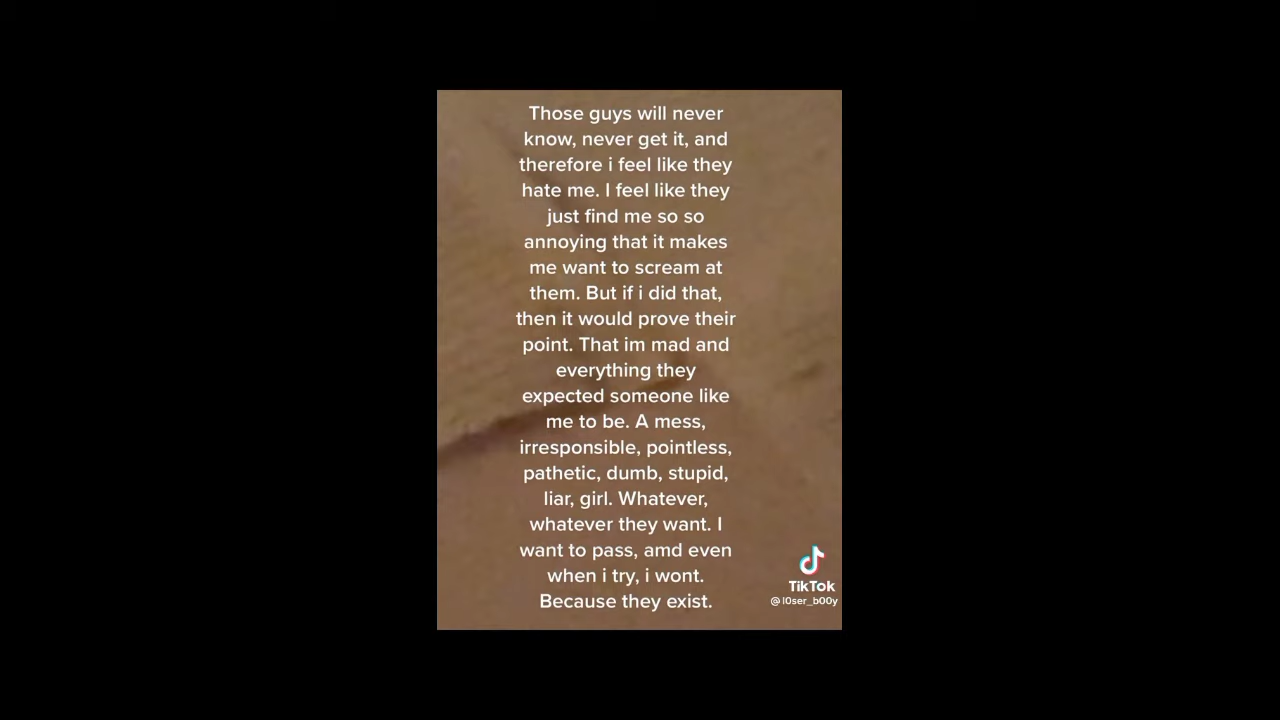 Those guys will never
know, never get it, and
therefore i feel like they
hate me. I feel like they
just find me so so
annoying that it makes
me want to scream at
them. But if i did that,
then it would prove their
point. That im mad and
everything they
expected someone like
me to be. A mess,
irresponsible, pointless,
pathetic, dumb, stupid,
liar, girl. Whatever,
whatever they want. I
want to pass, amd even
when i try, i wont.
Because they exist.
TikTok
@l0ser_b00y